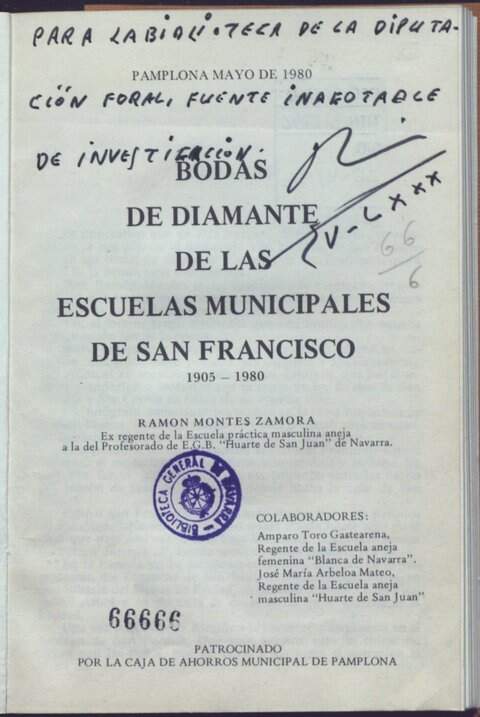 PARA LA BIBLIOTECA DE LA DIPUTA-
PAMPLONA MAYO DE 1980
CIÓN FORAL, FUENTE INAGOTABLE
DE INVESTIGACIÓN.
BODAS
DE DIAMANTE
V-LXXX
66
6
DE LAS
ESCUELAS MUNICIPALES
DE SAN FRANCISCO
1905 – 1980
RAMON MONTES ZAMORA
Ex regente de la Escuela práctica masculina aneja
a la del Profesorado de E.G.B. "Huarte de San Juan" de Navarra.
BIBLIOTECA GENERAL DE NAVARRA
COLABORADORES:
Amparo Toro Gastearena,
Regente de la Escuela aneja
femenina "Blanca de Navarra".
José María Arbeloa Mateo,
Regente de la Escuela aneja
masculina "Huarte de San Juan"
66666
PATROCINADO
POR LA CAJA DE AHORROS MUNICIPAL DE PAMPLONA